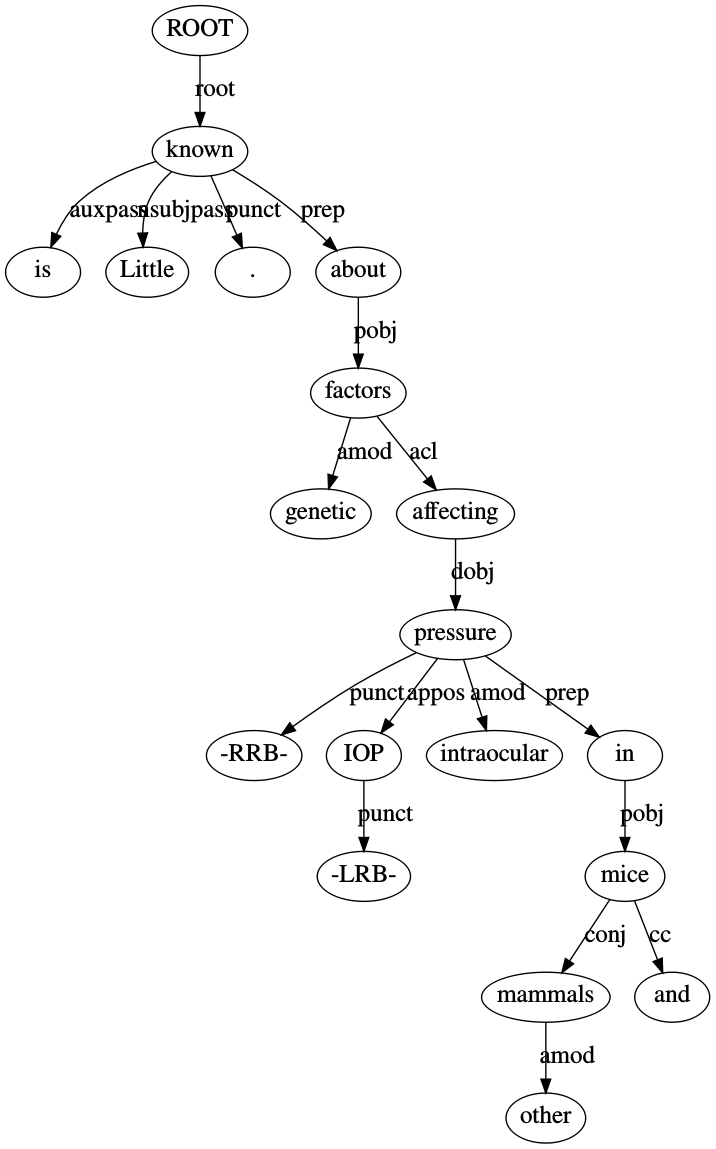 ROOT
root
known
auxpass nsubjpass punct prep
is Little . about
pobj
factors
amod acl
genetic affecting
dobj
pressure
punct appos amod prep
-RRB- IOP intraocular in
punct pobj
-LRB- mice
conj cc
mammals and
amod
other